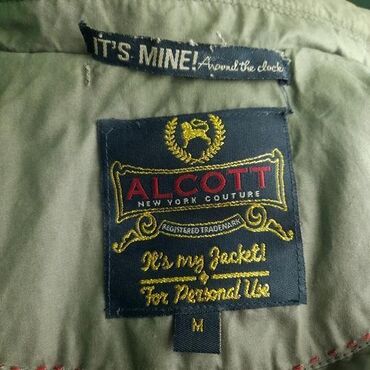 IT'S MINE! Around the clock
ALCOTT
NEW YORK COUTURE
REGISTERED TRADEMARK
It's my Jacket!
For Personal Use
M